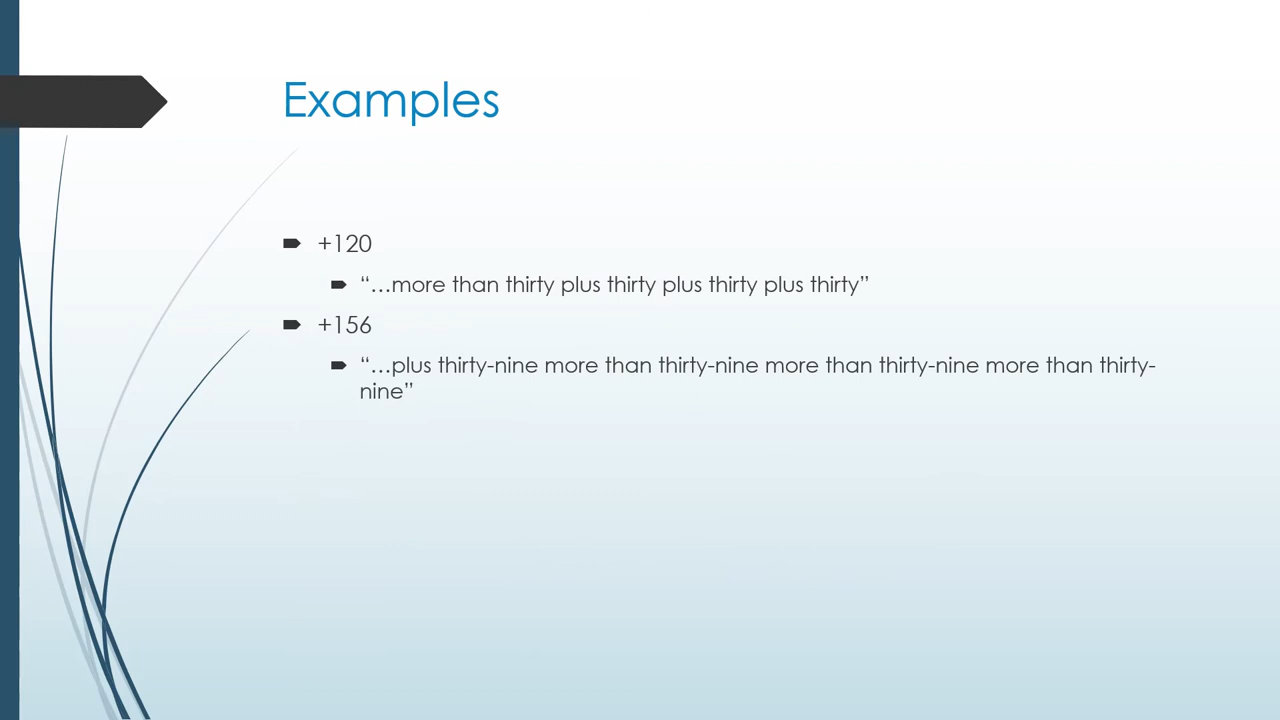 Examples
+120
“...more than thirty plus thirty plus thirty plus thirty”
+156
“...plus thirty-nine more than thirty-nine more than thirty-nine more than thirty-
nine”